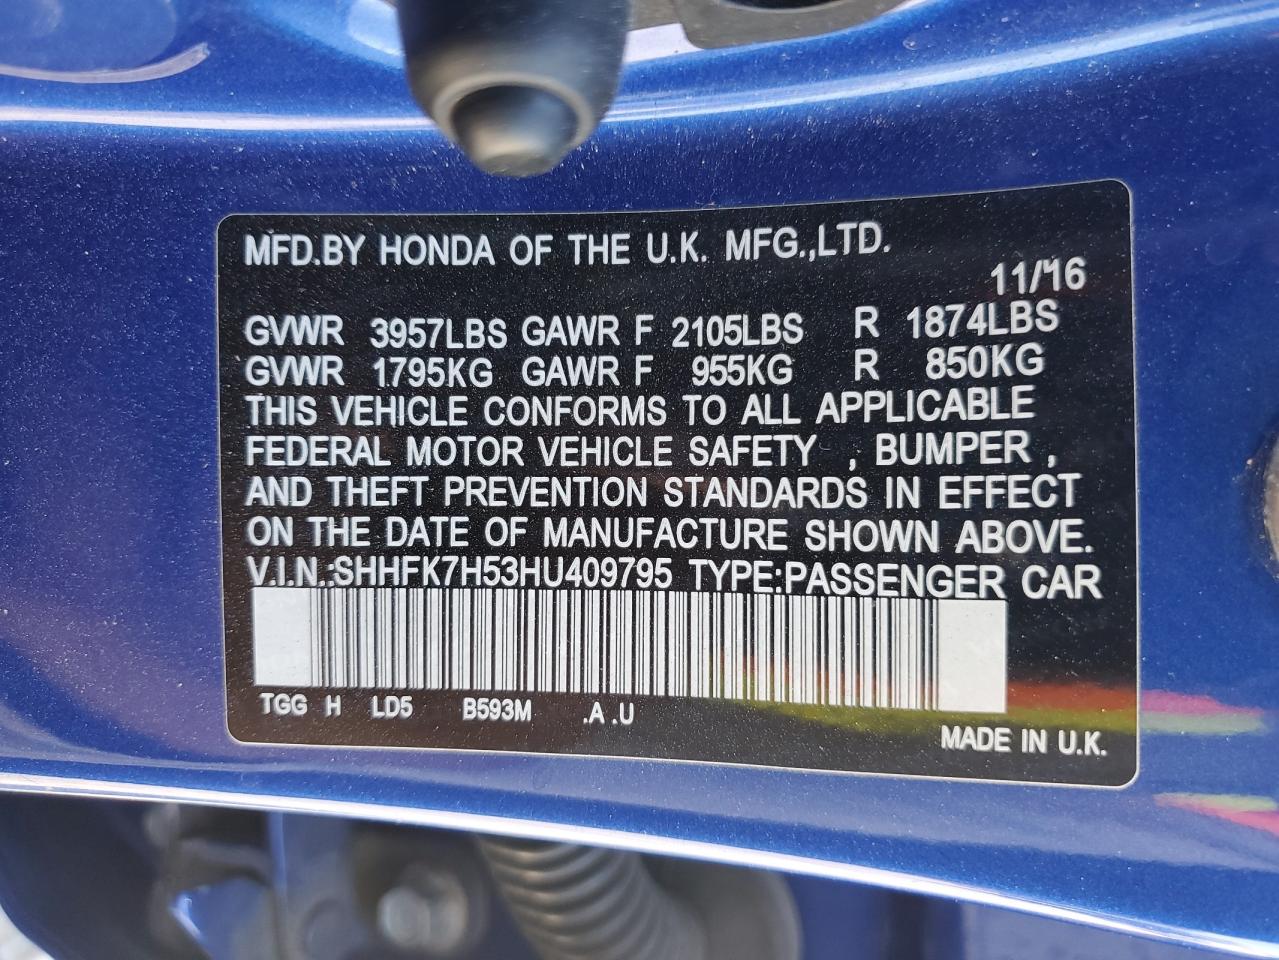 MFD.BY HONDA OF THE U.K. MFG.,LTD.
11/'16
GVWR 3957LBS GAWR F 2105LBS R 1874LBS
GVWR 1795KG GAWR F 955KG R 850KG
THIS VEHICLE CONFORMS TO ALL APPLICABLE
FEDERAL MOTOR VEHICLE SAFETY , BUMPER ,
AND THEFT PREVENTION STANDARDS IN EFFECT
ON THE DATE OF MANUFACTURE SHOWN ABOVE.
V.I.N.:SHHFK7H53HU409795 TYPE:PASSENGER CAR
TGG H LD5 B593M .A .U
MADE IN U.K.